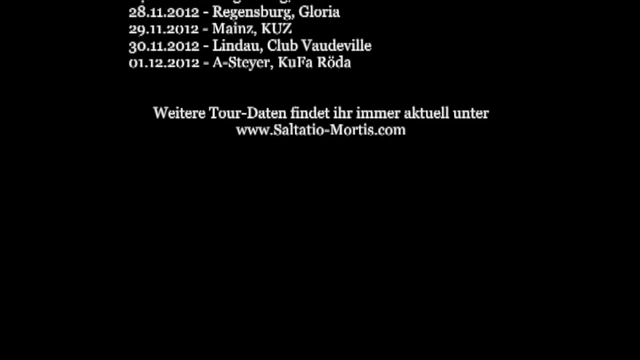 28.11.2012 - Regensburg, Gloria
29.11.2012 - Mainz, KUZ
30.11.2012 - Lindau, Club Vaudeville
01.12.2012 - A-Steyer, KuFa Röda
Weitere Tour-Daten findet ihr immer aktuell unter
www.Saltatio-Mortis.com